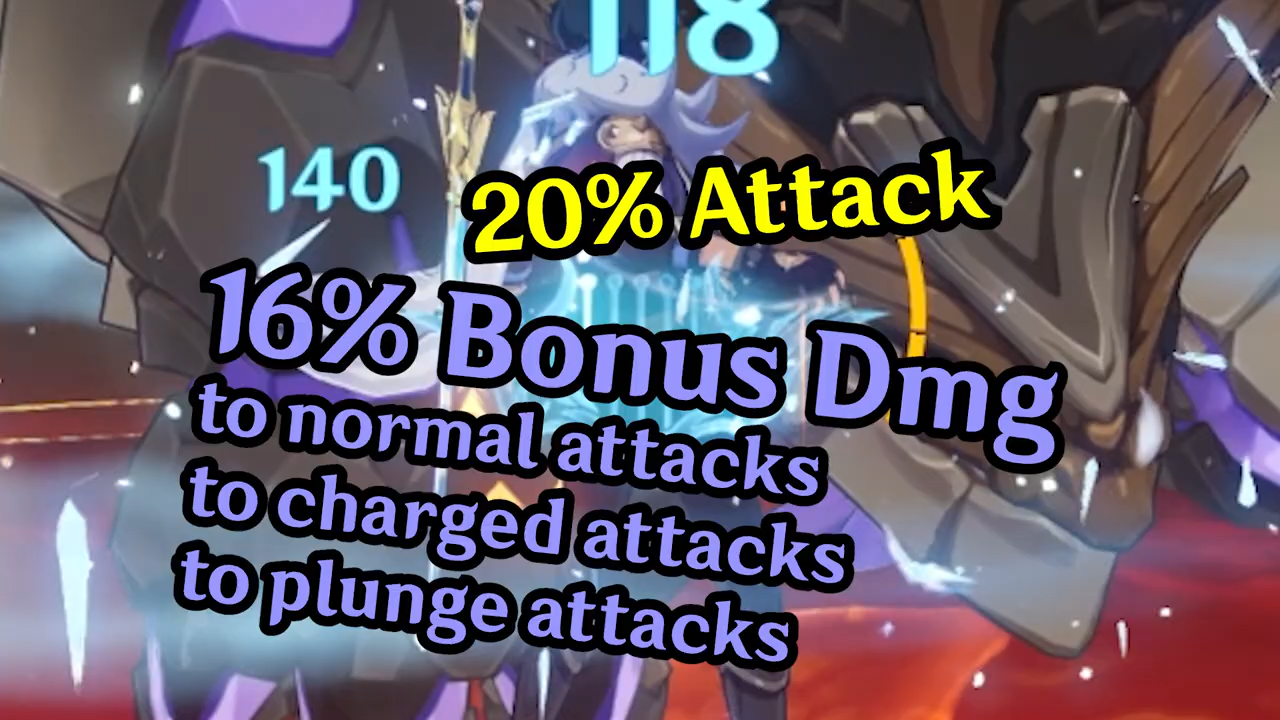 118
140
20% Attack
16% Bonus Dmg
to normal attacks
to charged attacks
to plunge attacks